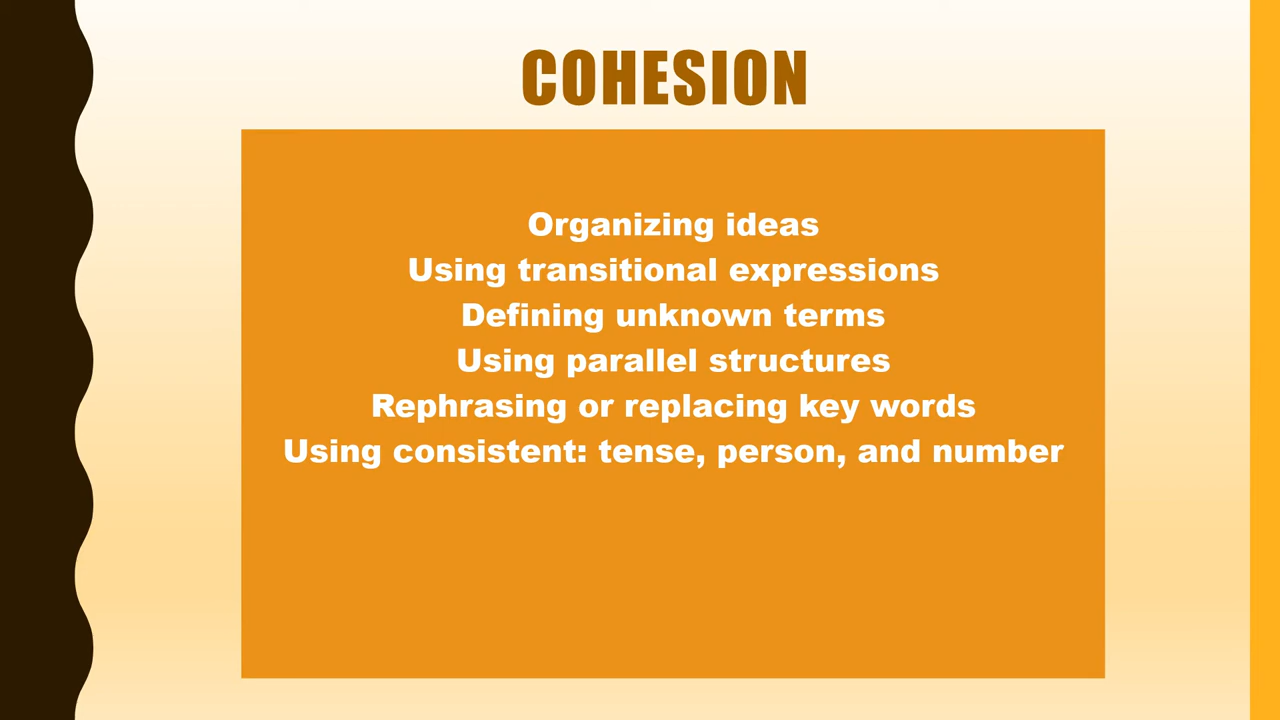 COHESION
Organizing ideas
Using transitional expressions
Defining unknown terms
Using parallel structures
Rephrasing or replacing key words
Using consistent: tense, person, and number